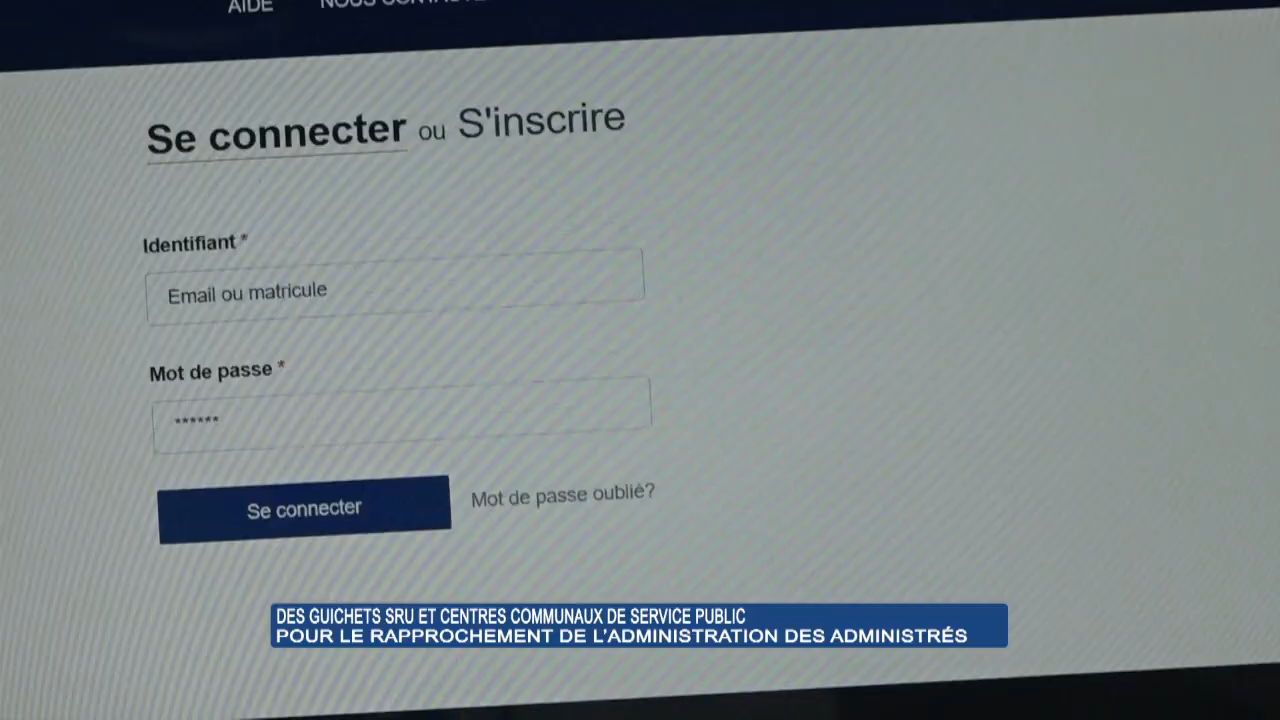 AIDE NOUS
Se connecter ou S'inscrire
Identifiant *
Email ou matricule
Mot de passe *
******
Se connecter Mot de passe oublié?
DES GUICHETS SRU ET CENTRES COMMUNAUX DE SERVICE PUBLIC
POUR LE RAPPROCHEMENT DE L'ADMINISTRATION DES ADMINISTRÉS